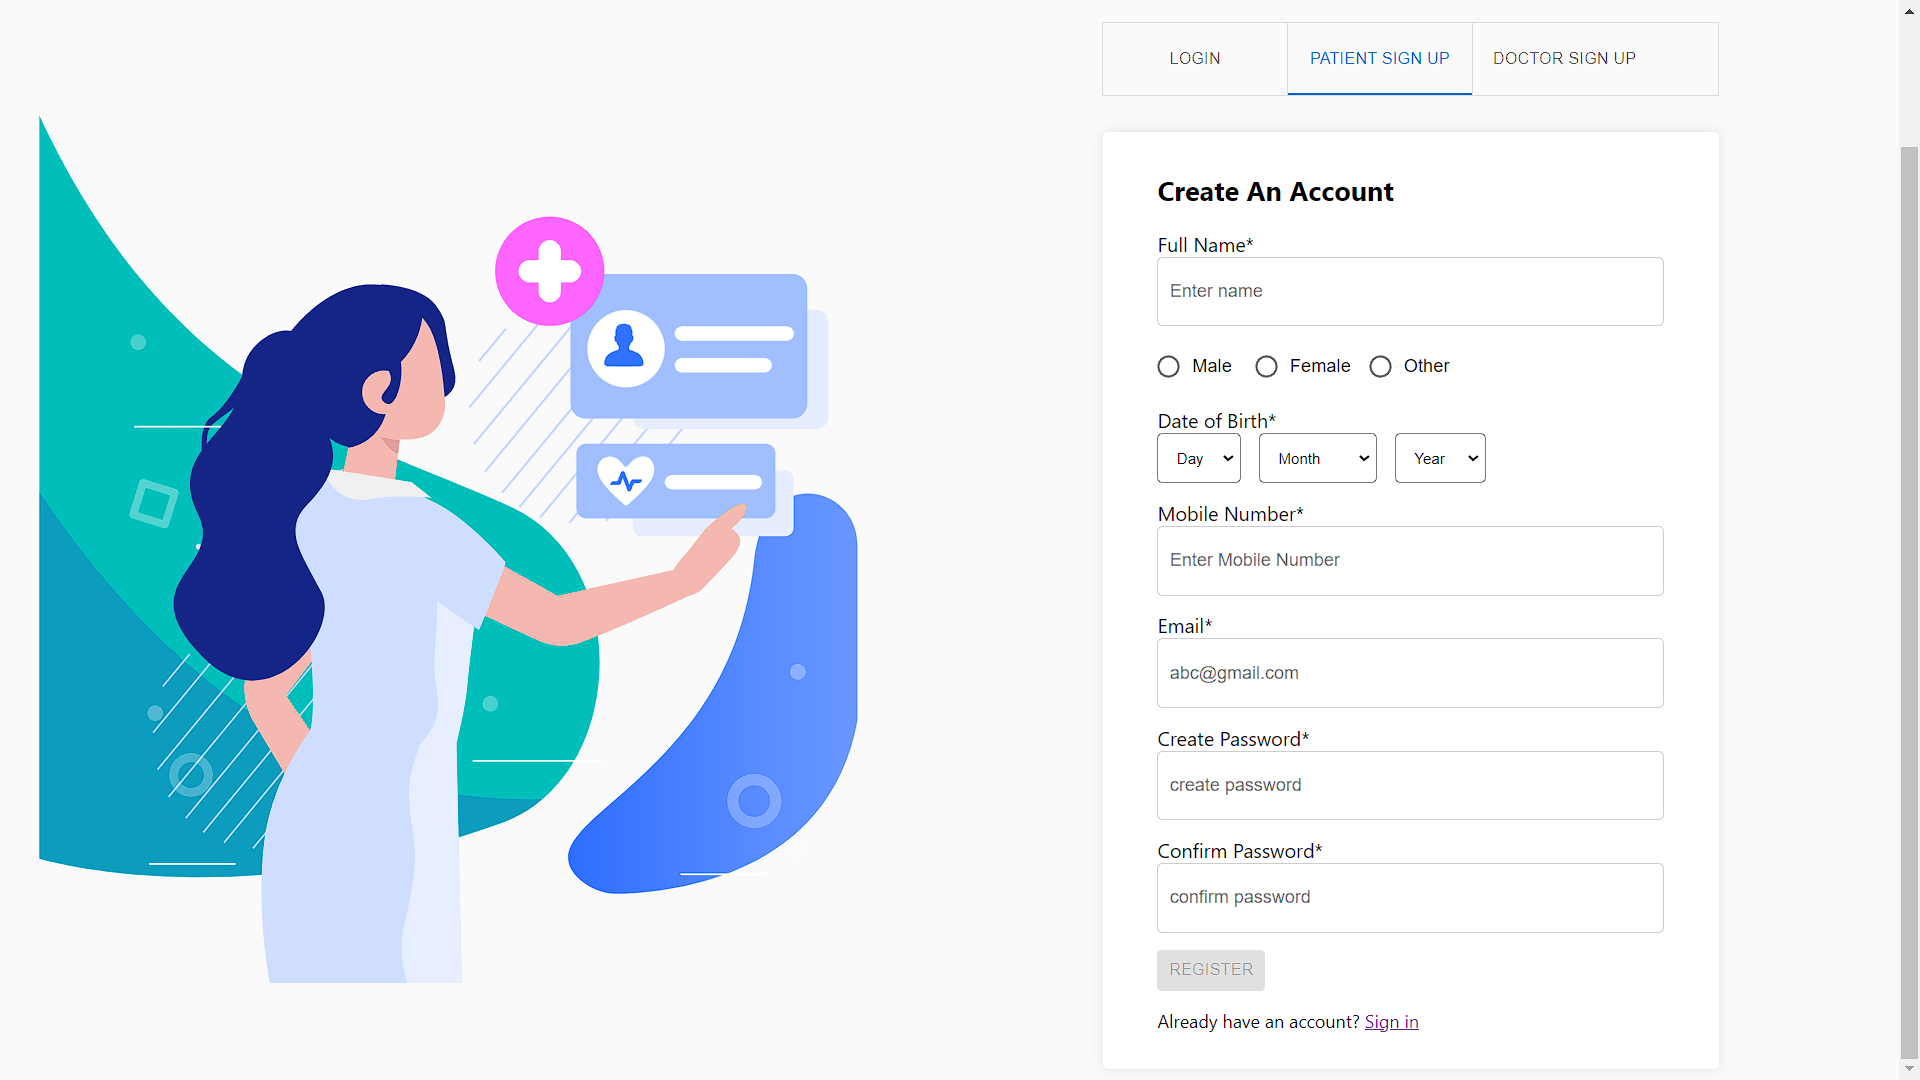 LOGIN PATIENT SIGN UP DOCTOR SIGN UP
Create An Account
Full Name*
Enter name
Male Female Other
Date of Birth*
Day Month Year
Mobile Number*
Enter Mobile Number
Email*
abc@gmail.com
Create Password*
create password
Confirm Password*
confirm password
REGISTER
Already have an account? Sign in